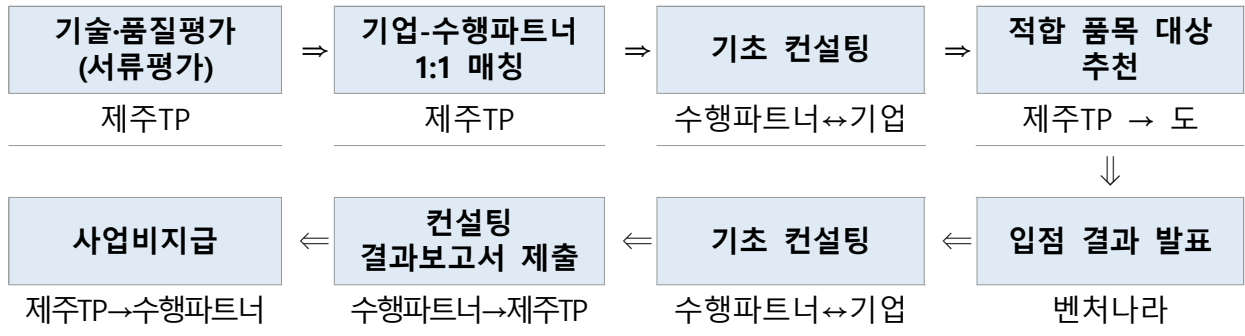 기술·품질평가
(서류평가)
⇒
기업-수행파트너
1:1 매칭
⇒
기초 컨설팅
⇒
적합 품목 대상
추천
제주TP
제주TP
수행파트너↔기업
제주TP → 도
⇓
사업비지급
⇐
컨설팅
결과보고서 제출
⇐
기초 컨설팅
⇐
입점 결과 발표
제주TP→수행파트너
수행파트너→제주TP
수행파트너↔기업
벤처나라